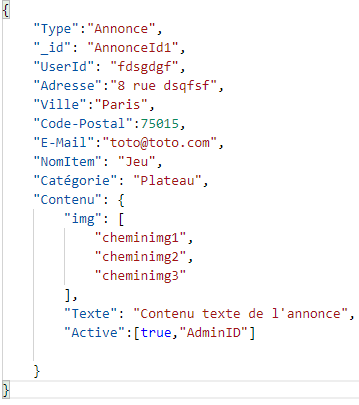 {
"Type":"Annonce",
"_id": "AnnonceId1",
"UserId": "fdsgdgf",
"Adresse":"8 rue dsqfsf",
"Ville":"Paris",
"Code-Postal":75015,
"E-Mail":"toto@toto.com",
"NomItem": "Jeu",
"Catégorie": "Plateau",
"Contenu": {
"img": [
"cheminimg1",
"cheminimg2",
"cheminimg3"
],
"Texte": "Contenu texte de l'annonce",
"Active":[true,"AdminID"]
}
}